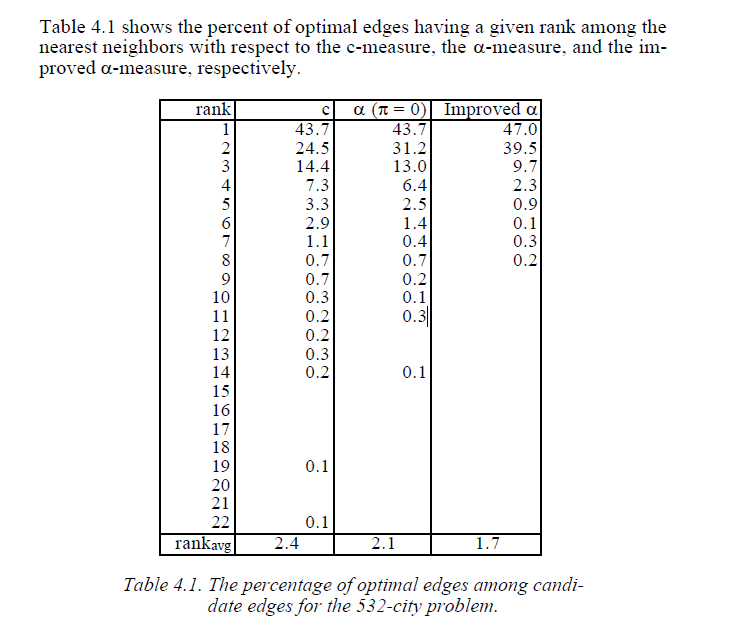 Table 4.1 shows the percent of optimal edges having a given rank among the
nearest neighbors with respect to the c-measure, the α-measure, and the im-
proved α-measure, respectively.
rank c α (π = 0) Improved α
1 43.7 43.7 47.0
2 24.5 31.2 39.5
3 14.4 13.0 9.7
4 7.3 6.4 2.3
5 3.3 2.5 0.9
6 2.9 1.4 0.1
7 1.1 0.4 0.3
8 0.7 0.7 0.2
9 0.7 0.2
10 0.3 0.1
11 0.2 0.3
12 0.2
13 0.3
14 0.2 0.1
15
16
17
18
19 0.1
20
21
22 0.1
rankavg 2.4 2.1 1.7
Table 4.1. The percentage of optimal edges among candi-
date edges for the 532-city problem.